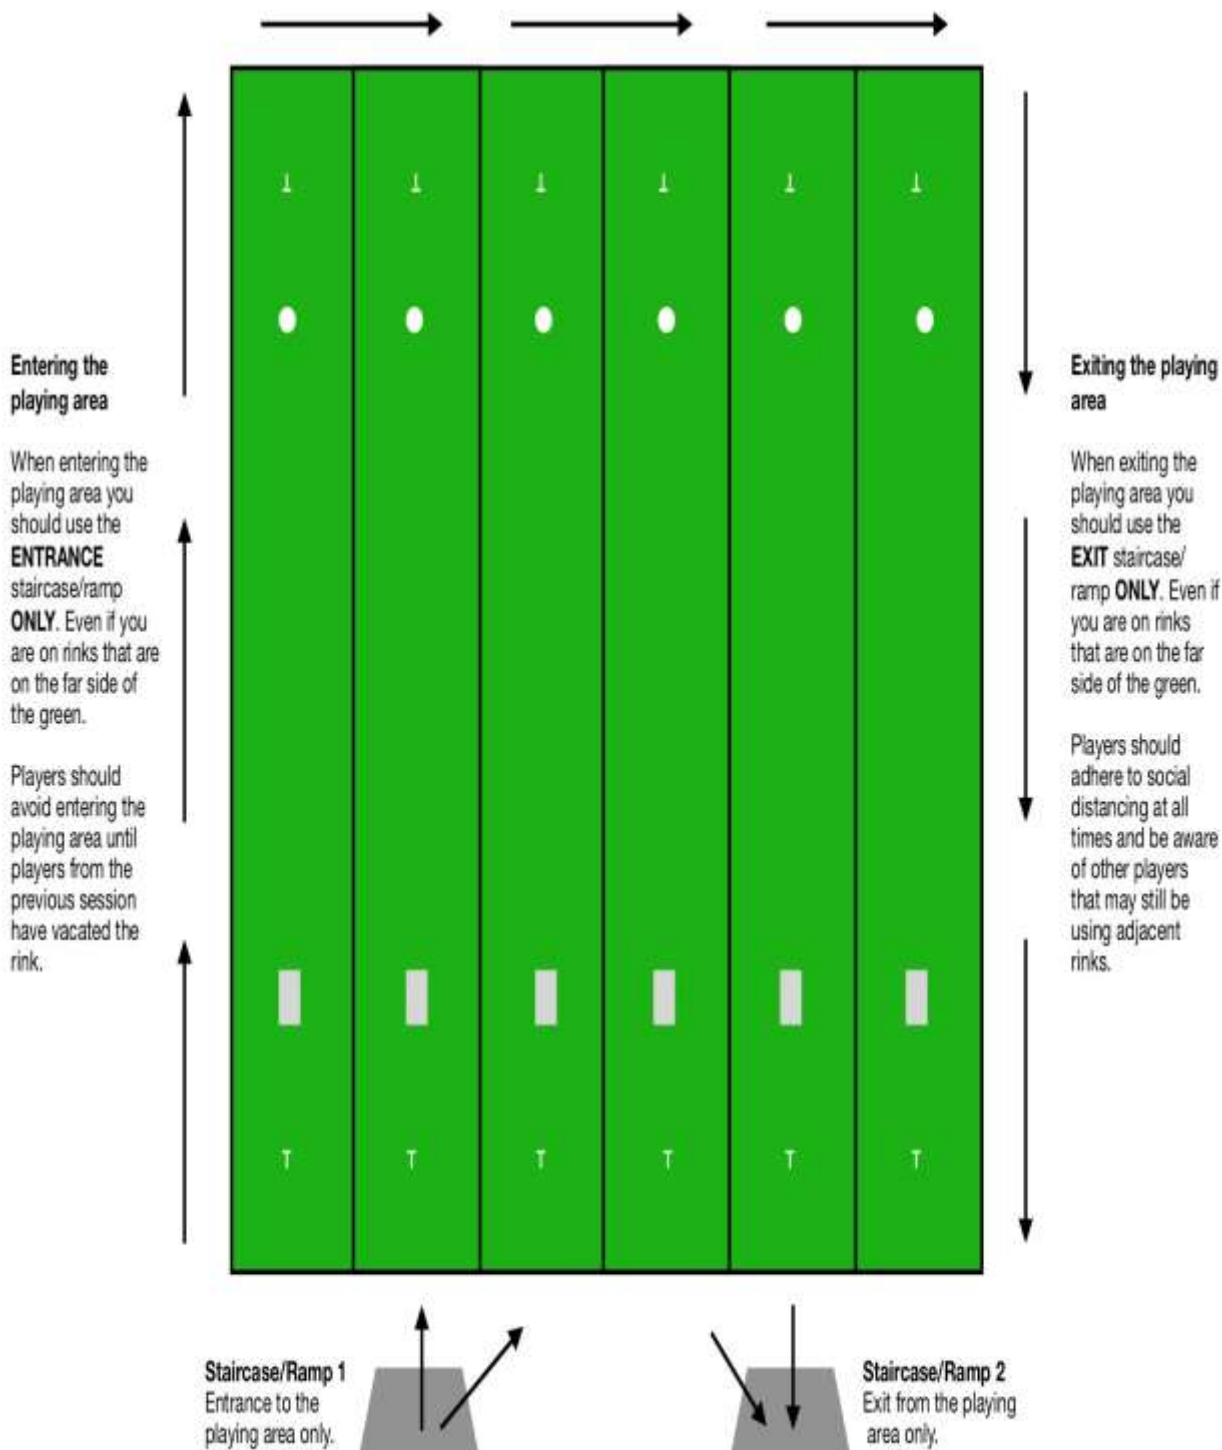 Entering the
playing area
When entering the
playing area you
should use the
ENTRANCE
staircase/ramp
ONLY. Even if you
are on rinks that are
on the far side of
the green.
Players should
avoid entering the
playing area until
players from the
previous session
have vacated the
rink.
T T T T T T
T T T T T T
Exiting the playing
area
When exiting the
playing area you
should use the
EXIT staircase/
ramp ONLY. Even if
you are on rinks
that are on the far
side of the green.
Players should
adhere to social
distancing at all
times and be aware
of other players
that may still be
using adjacent
rinks.
Staircase/Ramp 1
Entrance to the
playing area only.
Staircase/Ramp 2
Exit from the playing
area only.